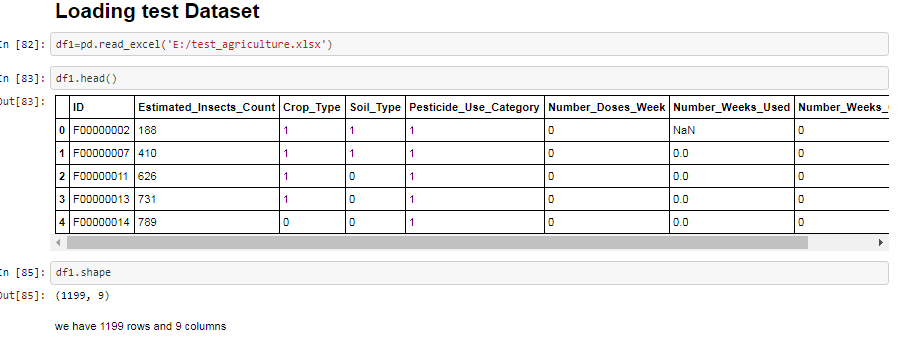 Loading test Dataset
In [82]: df1=pd.read_excel('E:/test_agriculture.xlsx')
In [83]: df1.head()
Out[83]:
ID Estimated_Insects_Count Crop_Type Soil_Type Pesticide_Use_Category Number_Doses_Week Number_Weeks_Used Number_Weeks_
0 F00000002 188 1 1 1 0 NaN 0
1 F00000007 410 1 1 1 0 0.0 0
2 F00000011 626 1 0 1 0 0.0 0
3 F00000013 731 1 0 1 0 0.0 0
4 F00000014 789 0 0 1 0 0.0 0
In [85]: df1.shape
Out[85]: (1199, 9)
we have 1199 rows and 9 columns